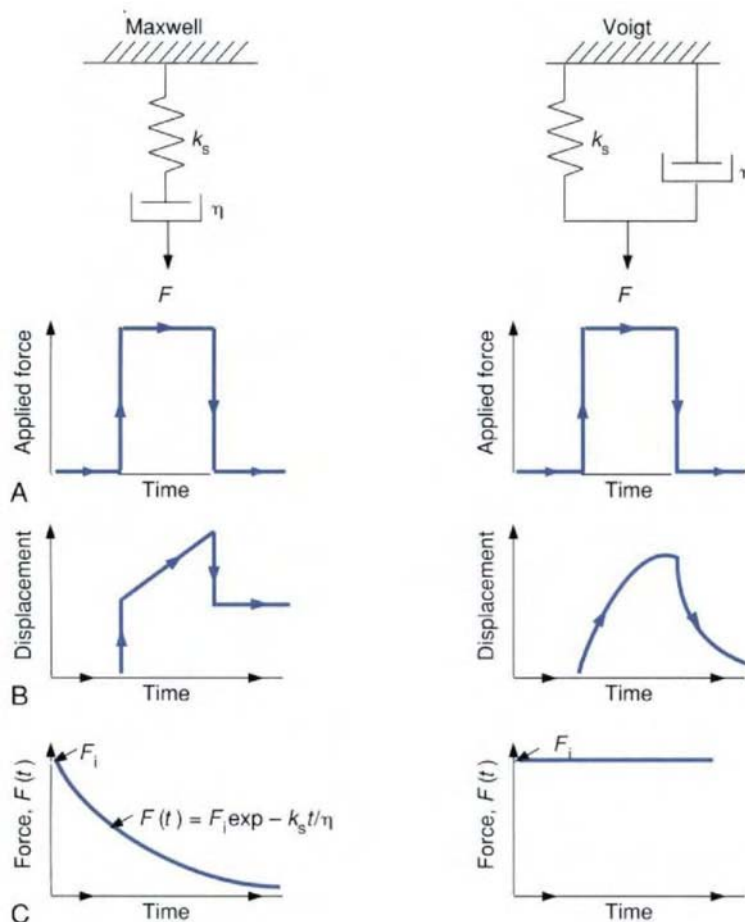 Maxwell
k_s
η
F
Applied force
Time
A
Displacement
Time
B
Force, F(t)
F_i
F(t) = F_i exp – k_s t/η
Time
C
Voigt
k_s
F
Applied force
Time
Displacement
Time
Force, F(t)
F_i
Time